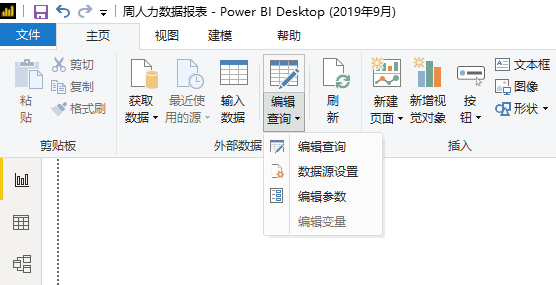 周人力数据报表 - Power BI Desktop (2019年9月)
文件 主页 视图 建模 帮助
粘贴
剪切
复制
格式刷
剪贴板
获取数据
最近使用的源
输入数据
编辑查询
刷新
外部数据
新建页面
新增视觉对象
按钮
文本框
图像
形状
插入
编辑查询
数据源设置
编辑参数
编辑变量